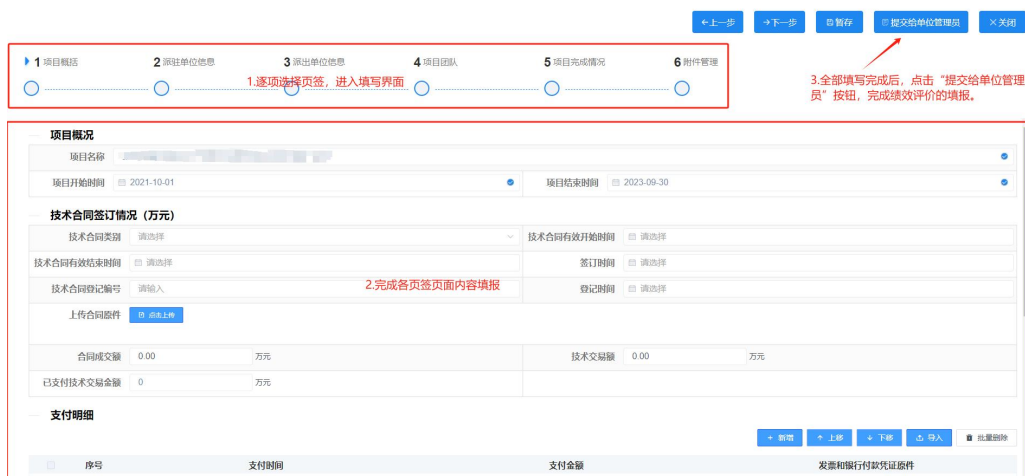 ←上一步 →下一步 暂存 提交给单位管理员 ×关闭
1 项目概括 2 派驻单位信息 3 派出单位信息 4 项目团队 5 项目完成情况 6 附件管理
1.逐项选择页签，进入填写界面
3.全部填写完成后，点击“提交给单位管理
员”按钮，完成绩效评价的填报。
项目概况
项目名称
项目开始时间 2021-10-01 项目结束时间 2023-09-30
技术合同签订情况（万元）
技术合同类别 请选择 技术合同有效开始时间 请选择
技术合同有效结束时间 请选择 签订时间 请选择
技术合同登记编号 请输入 2.完成各页签页面内容填报 登记时间 请选择
上传合同原件 点击上传
合同成交额 0.00 万元 技术交易额 0.00 万元
已支付技术交易金额 0 万元
支付明细
+ 新增 ↑ 上移 ↓ 下移 导入 批量删除
序号 支付时间 支付金额 发票和银行付款凭证原件